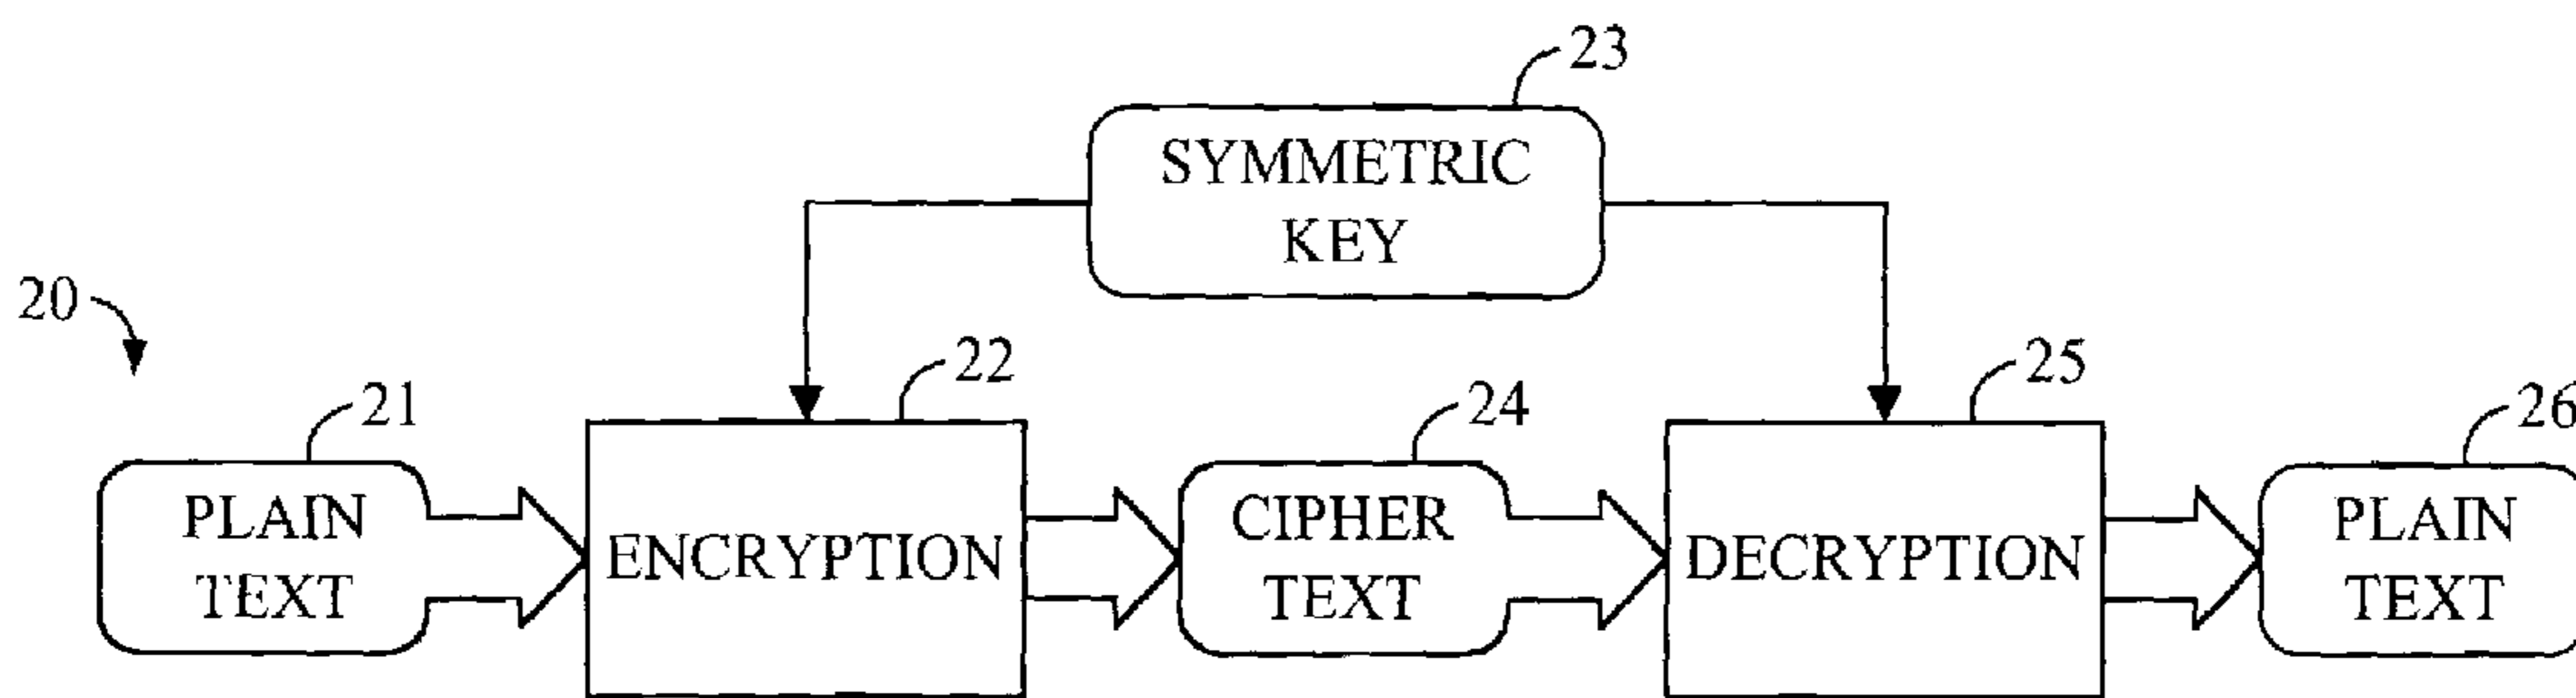 23
SYMMETRIC
KEY
20
22
25
21
24
26
PLAIN
TEXT
ENCRYPTION
CIPHER
TEXT
DECRYPTION
PLAIN
TEXT